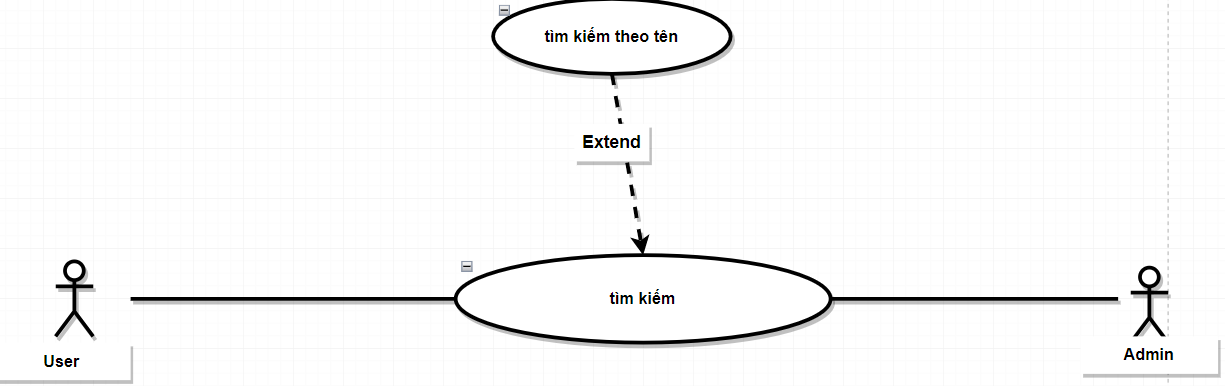 tìm kiếm theo tên
Extend
tìm kiếm
User
Admin